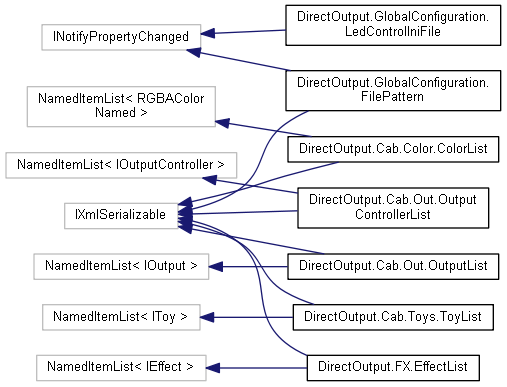 INotifyPropertyChanged
DirectOutput.GlobalConfiguration.
LedControlIniFile
DirectOutput.GlobalConfiguration.
FilePattern
NamedItemList< RGBAColor
Named >
DirectOutput.Cab.Color.ColorList
NamedItemList< IOutputController >
DirectOutput.Cab.Out.Output
ControllerList
IXmlSerializable
NamedItemList< IOutput >
DirectOutput.Cab.Out.OutputList
NamedItemList< IToy >
DirectOutput.Cab.Toys.ToyList
NamedItemList< IEffect >
DirectOutput.FX.EffectList